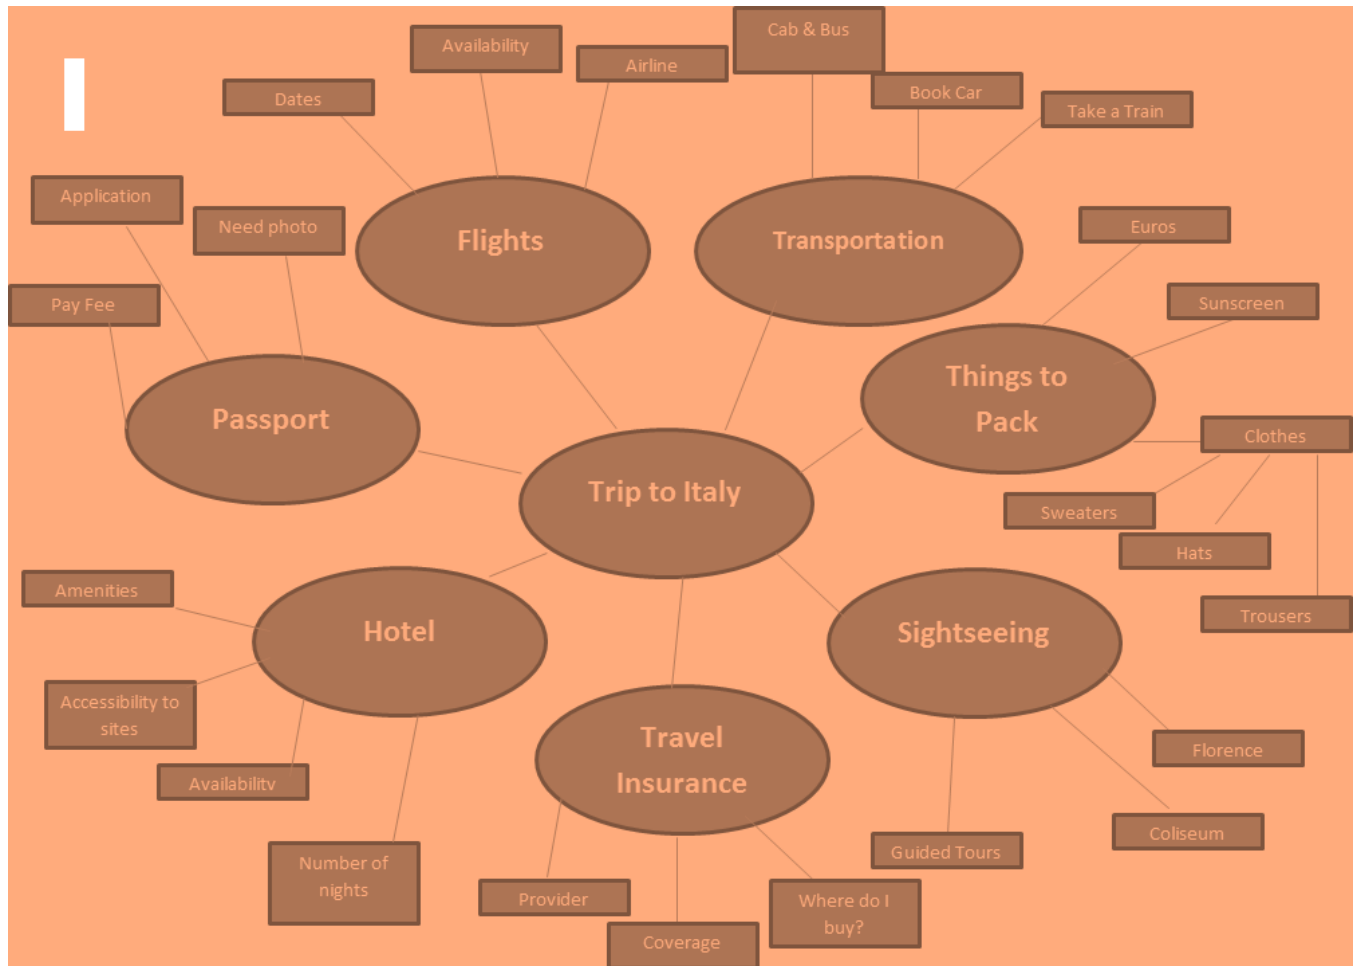 Cab & Bus
Availability
Airline
Dates
Book Car
Take a Train
Application
Need photo
Euros
Flights
Transportation
Pay Fee
Sunscreen
Things to
Pack
Passport
Clothes
Trip to Italy
Sweaters
Hats
Amenities
Trousers
Hotel
Sightseeing
Accessibility to
sites
Travel
Insurance
Florence
Availability
Coliseum
Guided Tours
Number of
nights
Provider
Where do I
buy?
Coverage